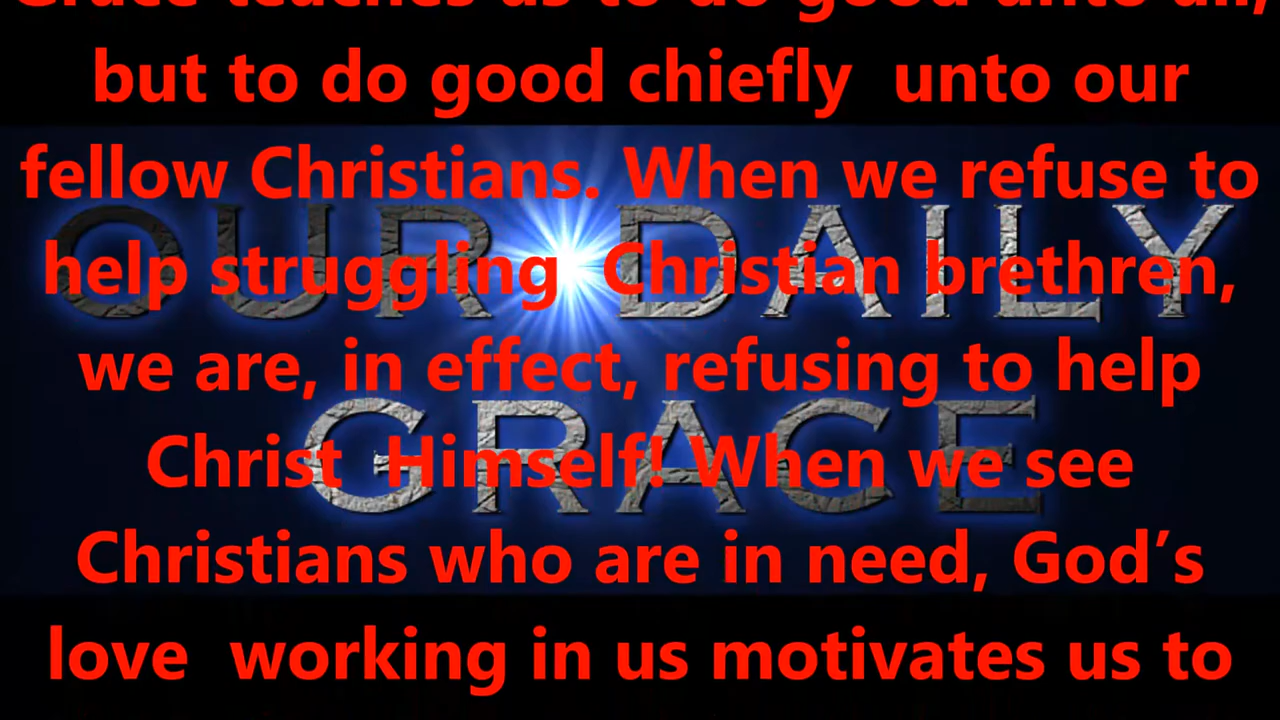 Grace teaches us to do good unto all,
but to do good chiefly  unto our
fellow Christians. When we refuse to
help struggling  Christian brethren,
we are, in effect, refusing to help
Christ  Himself! When we see
Christians who are in need, God’s
love  working in us motivates us to
OUR DAILY
GRACE